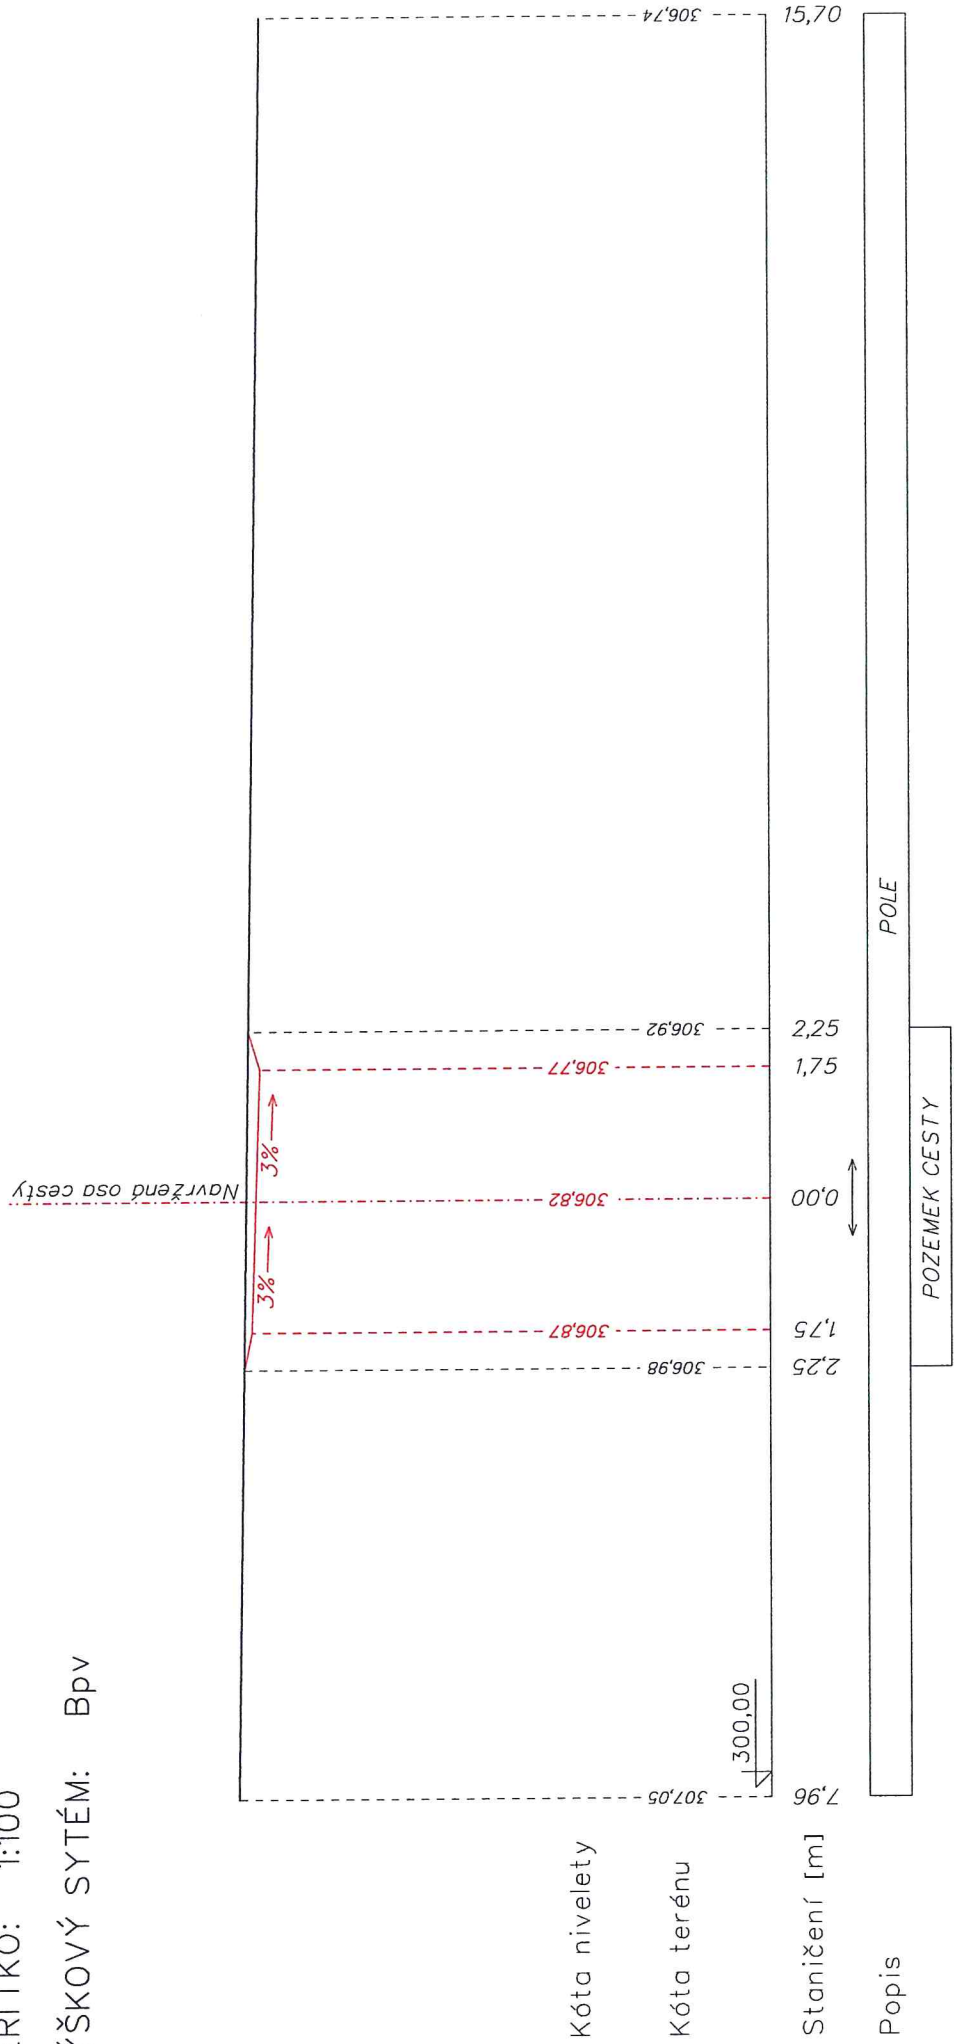 1:100
SYTÉM: Bpv
Navržená osa cesty
3% 3%
Kóta nivelety 306,87 306,82 306,77
Kóta terénu 307,05 306,98 306,92 306,74
300,00
Staničení [m] 7,96 2,25 1,75 0,00 1,75 2,25 15,70
Popis POLE
POZEMEK CESTY